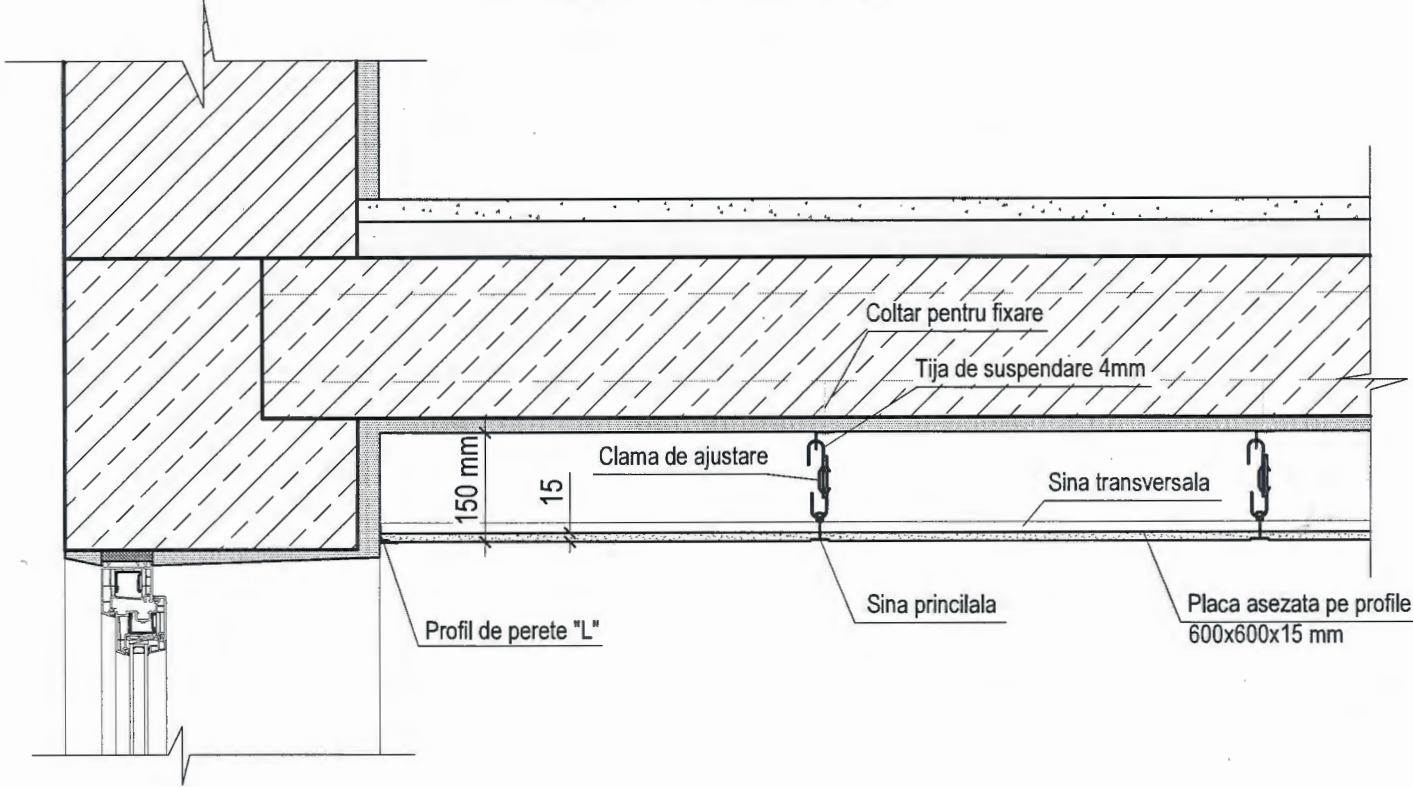 Coltar pentru fixare
Tija de suspendare 4mm
Clama de ajustare
150 mm
15
Sina transversala
Profil de perete "L"
Sina princilala
Placa asezata pe profile
600x600x15 mm